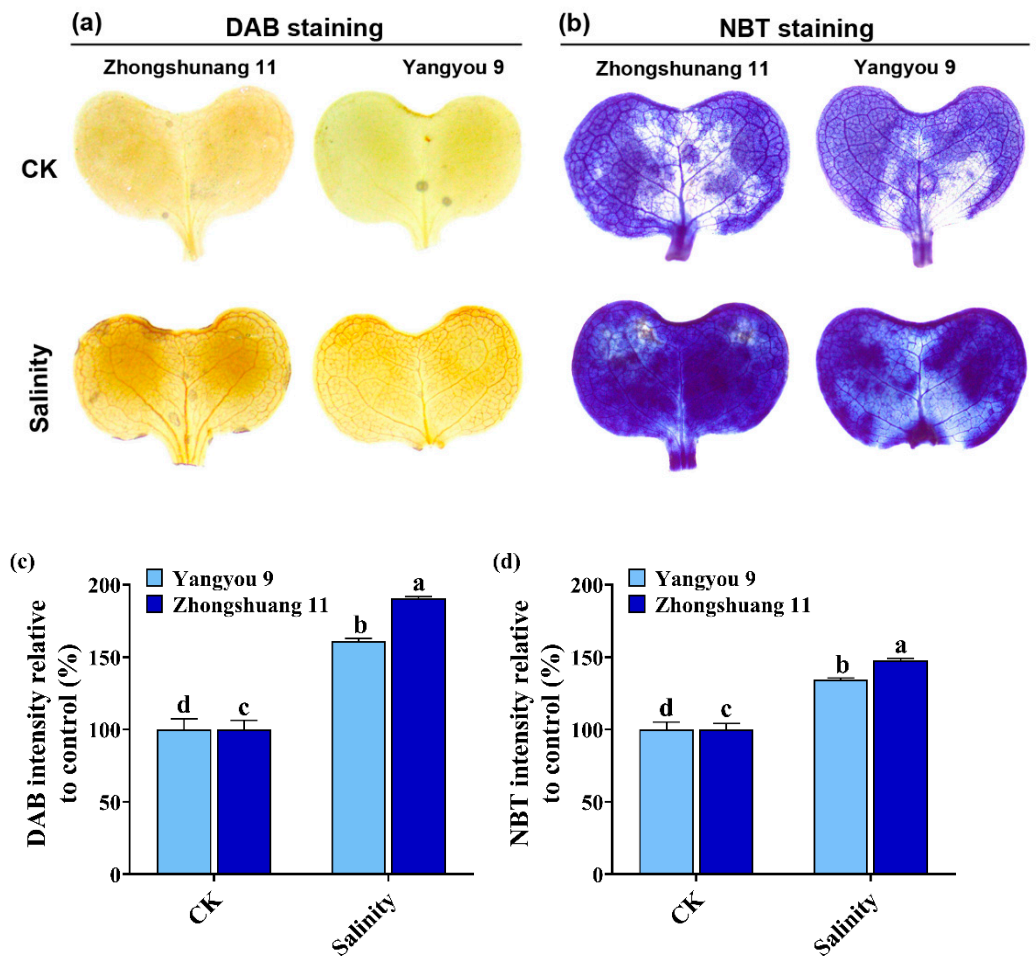 (a)
DAB staining
(b)
NBT staining
Zhongshunang 11
Yangyou 9
Zhongshunang 11
Yangyou 9
CK
Salinity
(c)
DAB intensity relative
to control (%)
200
150
100
50
0
Yangyou 9
Zhongshuang 11
d
c
b
a
CK
Salinity
(d)
NBT intensity relative
to control (%)
200
150
100
50
0
Yangyou 9
Zhongshuang 11
d
c
b
a
CK
Salinity